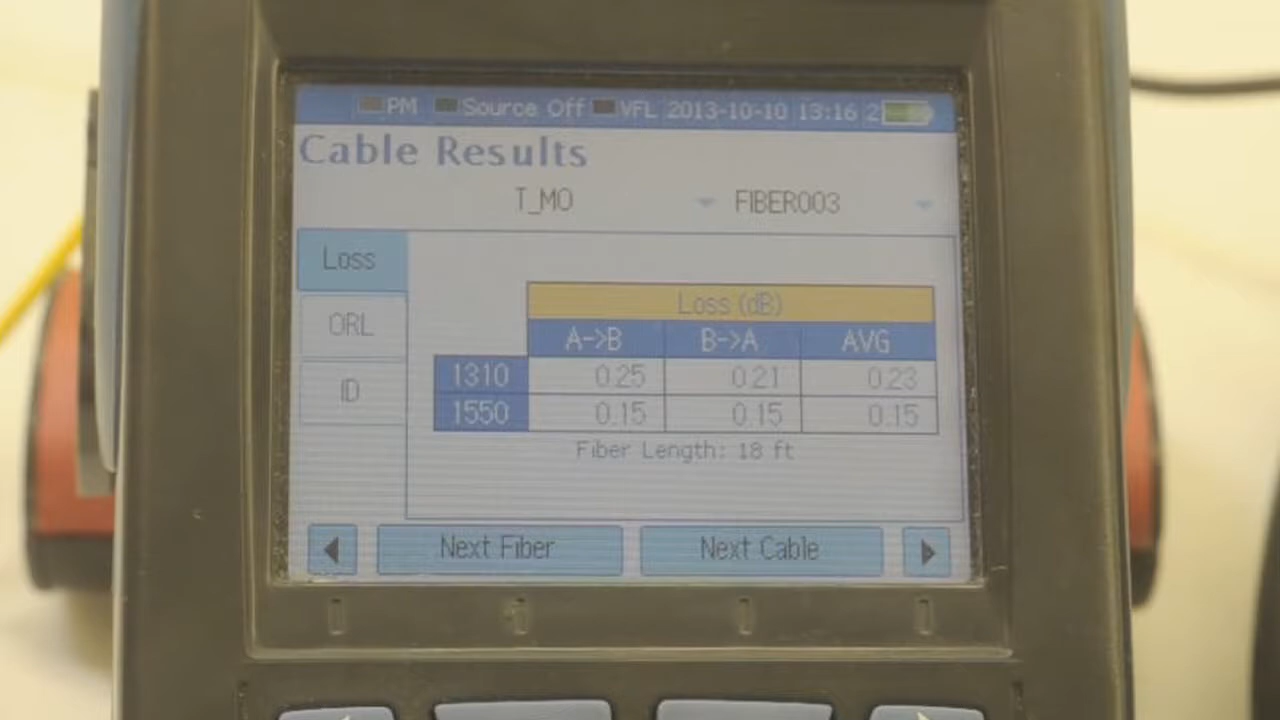 PM Source Off VFL 2013-10-10 13:16 2
Cable Results
T_MO FIBER003
Loss
ORL
ID
Loss (dB)
A->B B->A AVG
1310 0.25 0.21 0.23
1550 0.15 0.15 0.15
Fiber Length: 18 ft
Next Fiber Next Cable